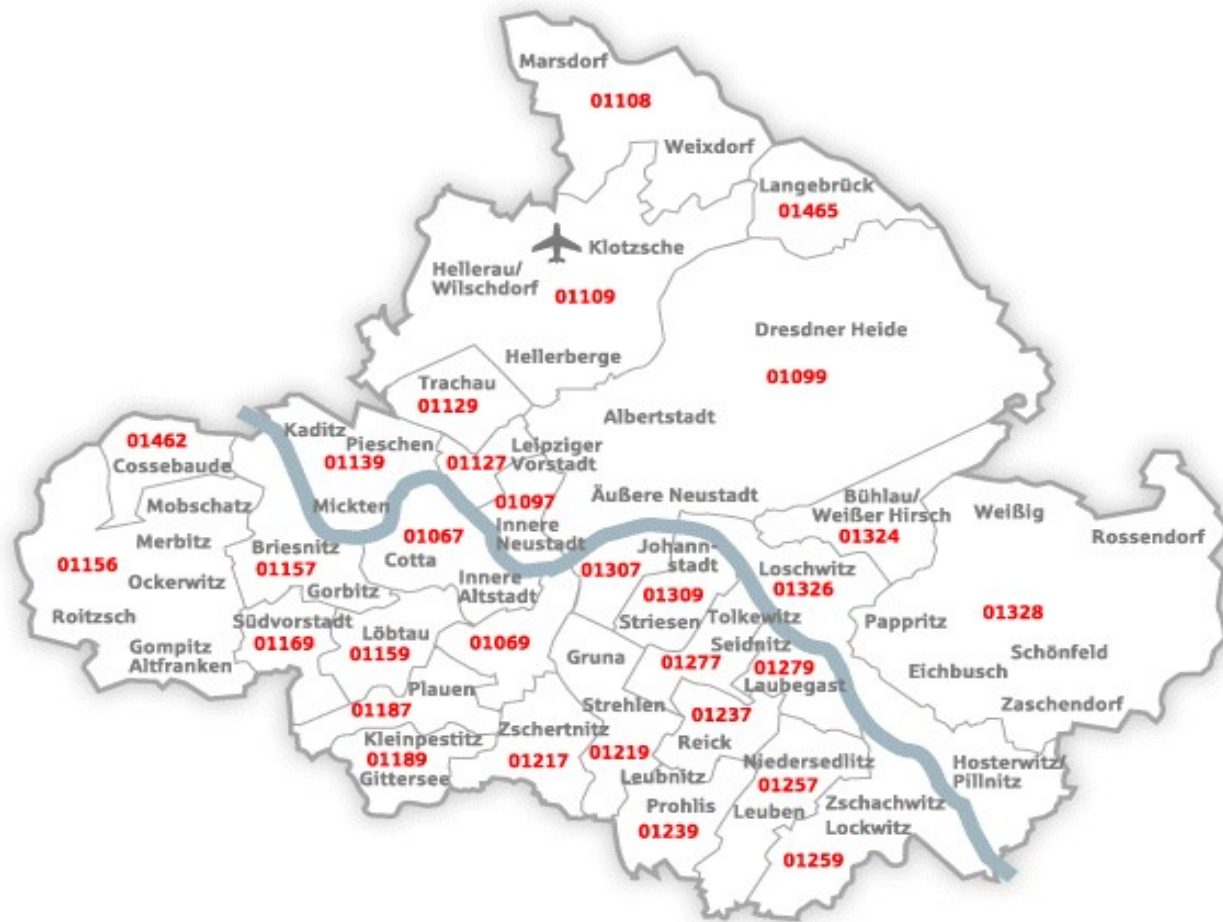 Marsdorf
01108
Weixdorf
Langebrück
01465
Klotzsche
Hellerau/
Wilschdorf
01109
Dresdner Heide
01099
Hellerberge
Trachau
01129
Albertstadt
Kaditz
Pieschen
01139
01127
Leipziger
Vorstadt
01462
Cossebaude
Mobschatz
Mickten
01097
Äußere Neustadt
Bühlau/
Weißer Hirsch
01324
Weißig
Rossendorf
01156
Merbitz
Ockerwitz
Roitzsch
Gompitz
Altfranken
Briesnitz
01157
Gorbitz
01067
Cotta
Innere
Neustadt
Innere
Altstadt
01307
Johann-
stadt
01309
Striesen
Loschwitz
01326
Pappritz
01328
Schönfeld
Eichbusch
Zaschendorf
Südvorstadt
01169
Löbtau
01159
01069
Gruna
Tolkewitz
Seidnitz
01277
01279
Laubegast
Plauen
01187
Strehlen
01237
Reick
Kleinpestitz
01189
Gittersee
Zschertnitz
01217
01219
Leubnitz
Niedersedlitz
01257
Hosterwitz/
Pillnitz
Prohlis
01239
Leuben
Zschachwitz
Lockwitz
01259